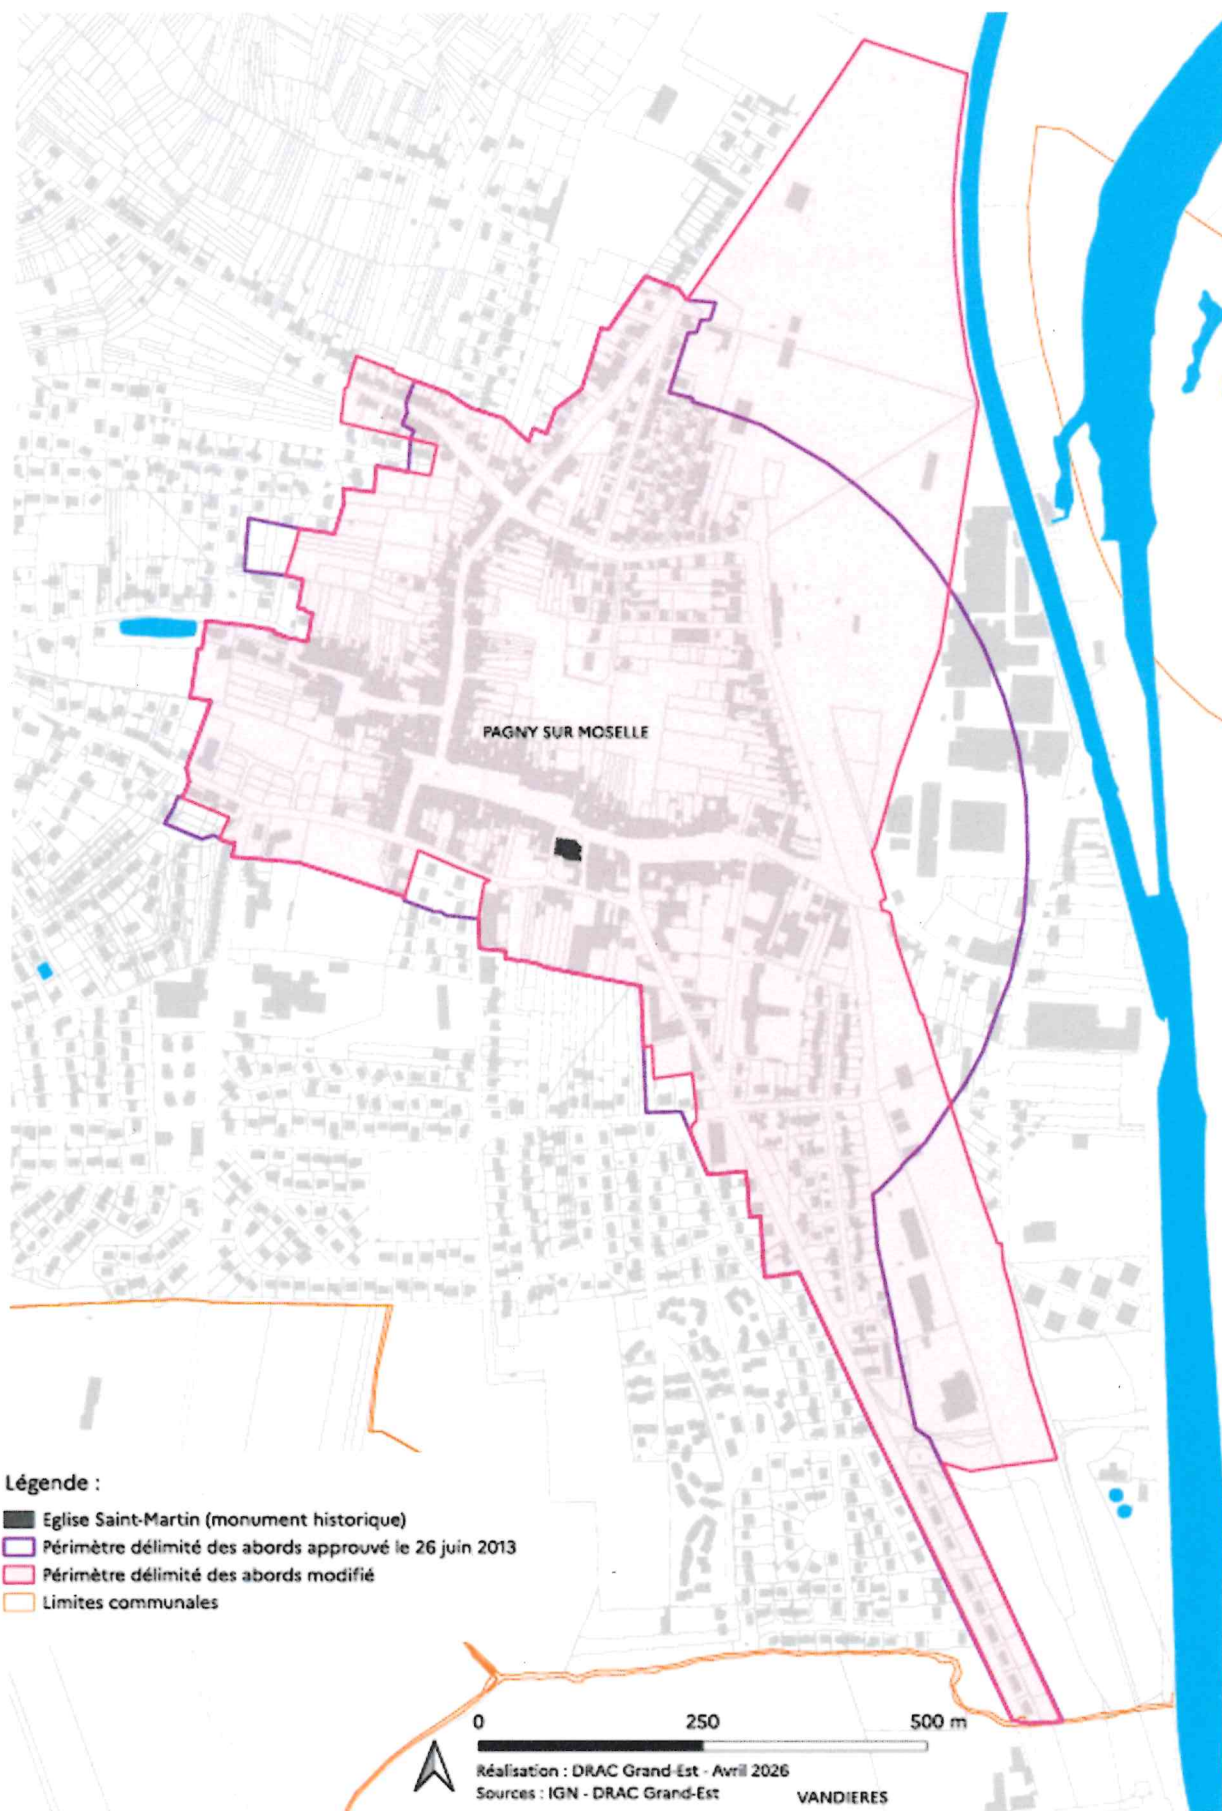 PAGNY SUR MOSELLE
Légende :
Eglise Saint-Martin (monument historique)
Périmètre délimité des abords approuvé le 26 juin 2013
Périmètre délimité des abords modifié
Limites communales
0 250 500 m
Réalisation : DRAC Grand-Est - Avril 2026
Sources : IGN - DRAC Grand-Est
VANDIERES